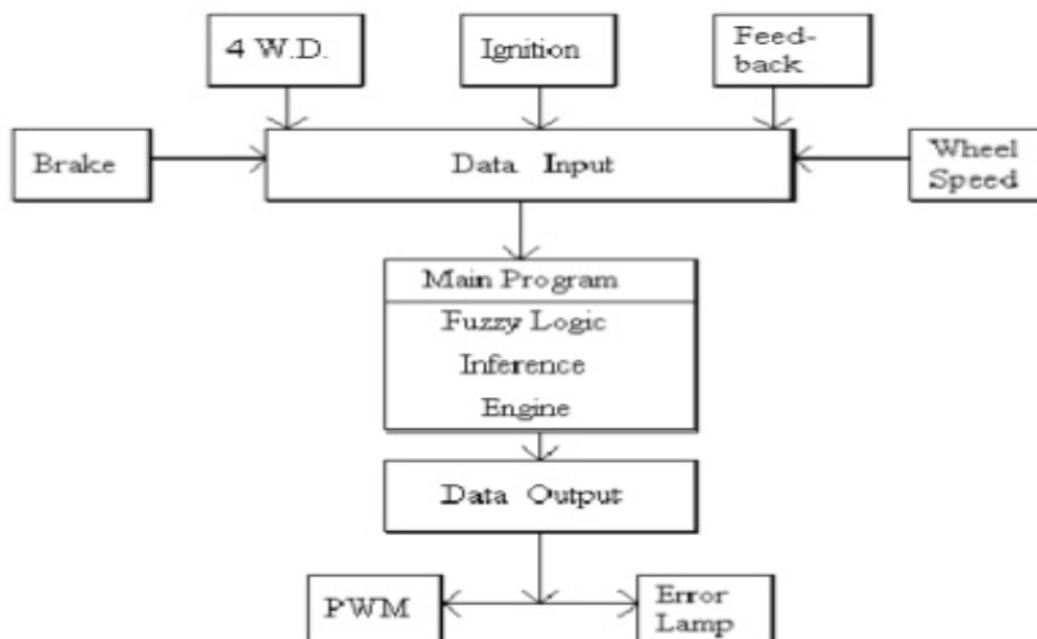 4 W.D.
Ignition
Feed-
back
Brake
Data Input
Wheel
Speed
Main Program
Fuzzy Logic
Inference
Engine
Data Output
PWM
Error
Lamp